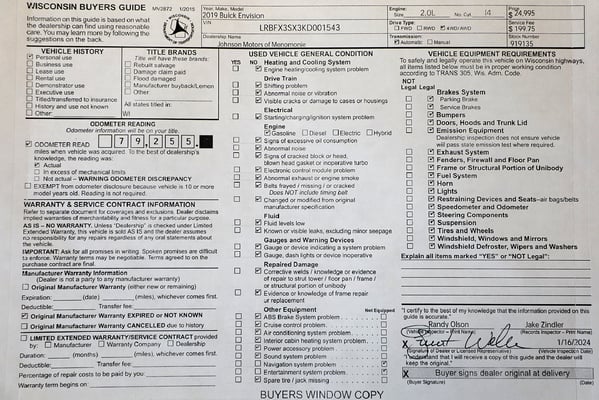 WISCONSIN BUYERS GUIDE
MV2872 1/2015
Information in this guide is based on what
the dealership can find using reasonable
care. You may learn more by following the
suggestions on the back.
Year, Make, Model
2019 Buick Envision
VIN
LRBFX3SX3KD001543
Dealership Name
Johnson Motors of Menomonie
Engine:
Size 2.0L No. Cyl. I4
Drive Type:
FWD RWD 4WD/AWD
Transmission:
Automatic Manual
Price
$ 24,995
Service Fee
$ 199.75
Stock Number
919135
VEHICLE HISTORY
Personal use
Business use
Lease use
Rental use
Demonstrator use
Executive use
Titled/transferred to insurance
History and use not known
Other:
TITLE BRANDS
Title will have these brands:
Rebuilt salvage
Damage claim paid
Flood damaged
Manufacturer buyback/Lemon
Other
All states titled in:
WI
ODOMETER READING
Odometer information will be on your title.
ODOMETER READ 79255
miles when vehicle was acquired. To the best of dealership's
knowledge, the reading was:
Actual
In excess of mechanical limits
Not actual – WARNING ODOMETER DISCREPANCY
EXEMPT from odometer disclosure because vehicle is 10 or more
model years old. Reading is not required.
WARRANTY & SERVICE CONTRACT INFORMATION
Refer to separate document for coverages and exclusions. Dealer claims
implied warranties of merchantability and fitness for a particular purpose.
AS IS – NO WARRANTY. Unless "Dealership" is checked under Limited
Extended Warranty, this vehicle is sold AS IS and the dealer assumes
no responsibility for any repairs regardless of any oral statements about
the vehicle.
IMPORTANT: Ask for all promises in writing. Spoken promises are difficult
to enforce. Warranty terms may be negotiable. Terms agreed to on the
purchase contract are final.
Manufacturer Warranty Information
(Dealer is not a party to any manufacturer warranty)
Original Manufacturer Warranty (either new or remaining)
Expiration: (date) (miles), whichever comes first.
Deductible: Transfer fee:
Original Manufacturer Warranty EXPIRED or NOT KNOWN
Original Manufacturer Warranty CANCELLED due to history
LIMITED EXTENDED WARRANTY/SERVICE CONTRACT provided
by: Manufacturer Warranty Company Dealership
Duration: (months) (miles), whichever comes first.
Deductible: Transfer fee:
Percentage of repair costs to be paid by you:
Warranty term begins on:
USED VEHICLE GENERAL CONDITION
YES NO
Heating and Cooling System
Engine heating/cooling system problem
Drive Train
Shifting problem
Abnormal noise or vibration
Visible cracks or damage to cases or housings
Electrical
Starting/Generator/Ignition system problem
Engine
Gasoline Diesel Electric Hybrid
Signs of excessive oil consumption
Abnormal noise
Signs of cracked block or head,
blown head gasket or inoperative turbo
Electronic control module problem
Abnormal exhaust or engine smoke
Belts frayed / missing / or cracked
Does NOT include timing belt
Changed or modified from original
manufacturer specification
Fluid
Fluid levels low
Known or visible leaks, excluding minor seepage
Gauges and Warning Devices
Gauge or device indicating a system problem
Gauge, dash lights or device inoperative
Repaired Damage
Corrective welds / knowledge or evidence
of repair to strut tower / floor pan / frame /
or structural portion of unibody
Evidence or knowledge of fire damage
or replacement
Other Equipment Not Equipped
ABS Brake System problem
Cruise control problem
Air conditioning system problem
Interior cabin heating system problem
Power accessory problem
Sound system problem
Navigation system problem
Entertainment system problem
Spare tire / jack missing
VEHICLE EQUIPMENT REQUIREMENTS
To safely and legally operate this vehicle on Wisconsin highways,
all items listed below must be in proper working condition
according to TRANS 305, Wis. Adm. Code.
NOT
Legal Legal
Brakes System
Parking Brake
Service Brakes
Bumpers
Doors, Hoods and Trunk Lid
Emission Equipment
Dealership inspection does not ensure vehicle
will pass state emission test where required.
Exhaust System
Fenders, Firewall and Floor Pan
Frame or Structural Portion of Unibody
Fuel System
Horn
Lights
Restraining Devices and Seats–air bags/belts
Speedometer and Odometer
Steering Components
Suspension
Tires and Wheels
Windshield, Windows and Mirrors
Windshield Defroster, Wipers and Washers
Explain all items marked "YES" or "NOT Legal":
"I certify to the best of my knowledge that the information provided on this
guide is accurate."
Randy Olson Jake Zindler
(Vehicle Inspector – Print Name) (Records Inspector – Print Name)
X 1/16/2024
(Signature of Dealer or Licensed Representative) (Vehicle Inspection Date)
"I understand that I will receive a copy of this guide and the dealer will
keep the original."
X Buyer signs dealer original at delivery
(Buyer Signature) (Date)
BUYERS WINDOW COPY